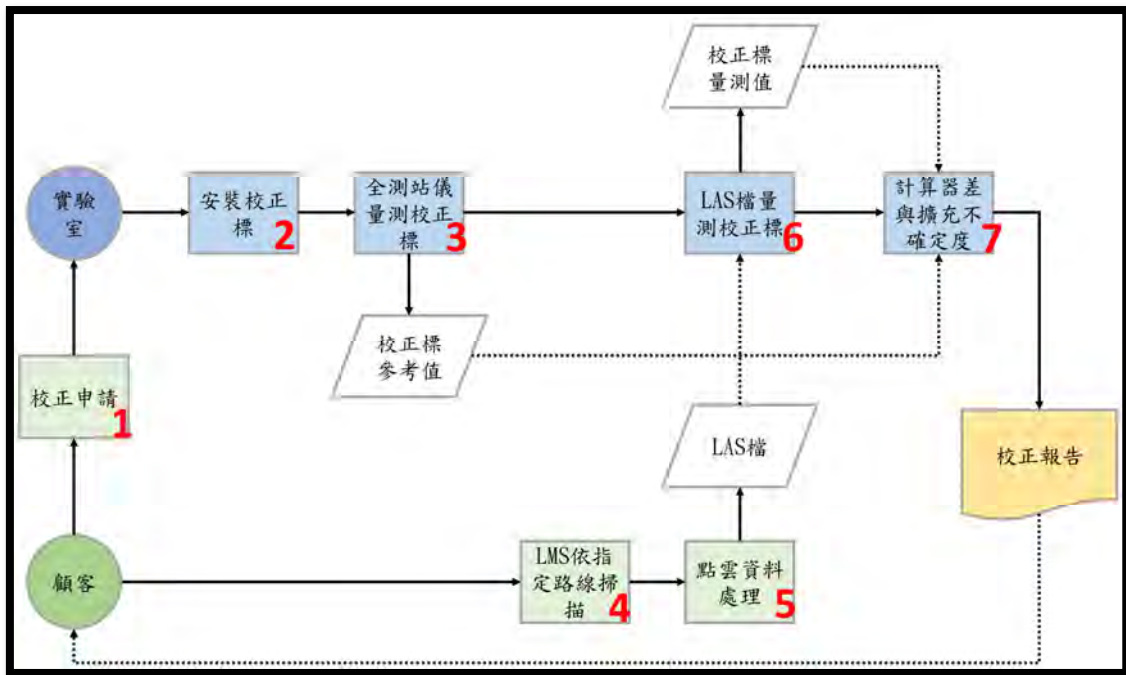 校正標
量測值
實驗
室
安裝校正
標
2
全測站儀
量測校正
標
3
LAS檔量
測校正標
6
計算器差
與擴充不
確定度
7
校正標
參考值
校正申請
1
LAS檔
校正報告
顧客
LMS依指
定路線掃
描
4
點雲資料
處理
5